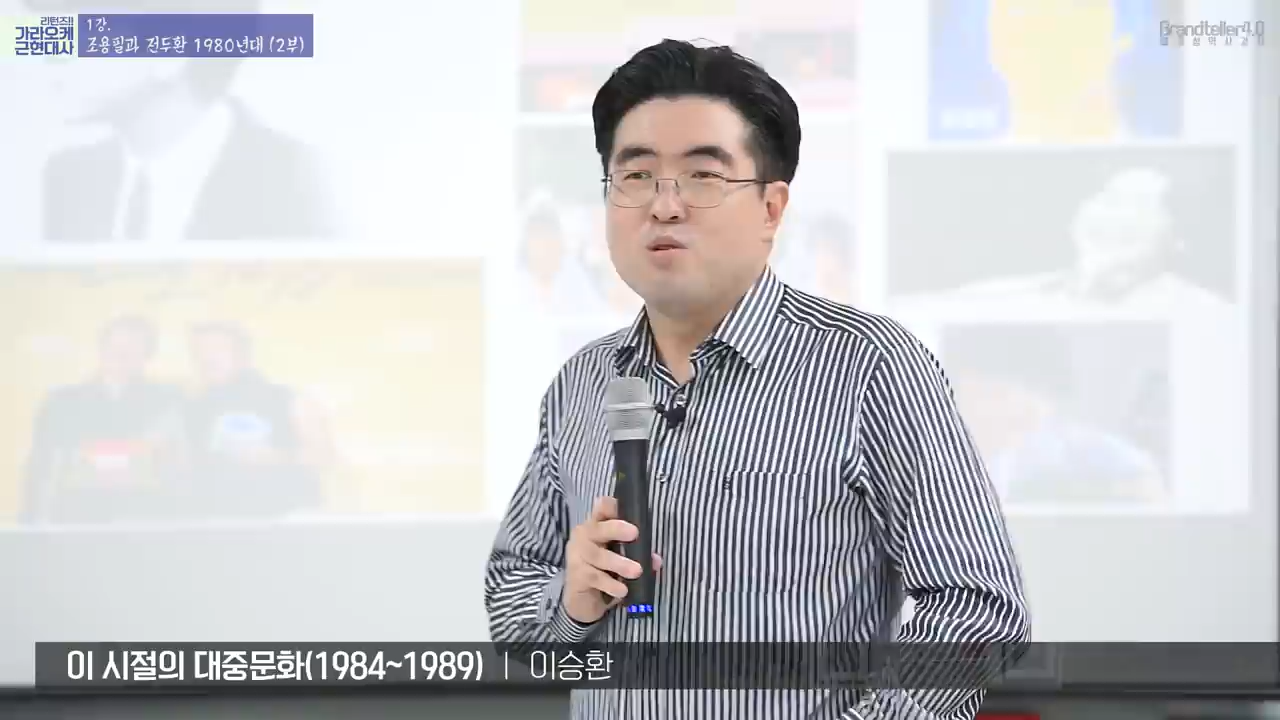 리턴즈!!
가라오케
근현대사
1강.
조용필과 전두환 1980년대 (2부)
Grandteller4.0
이 시절의 대중문화(1984~1989) | 이승환